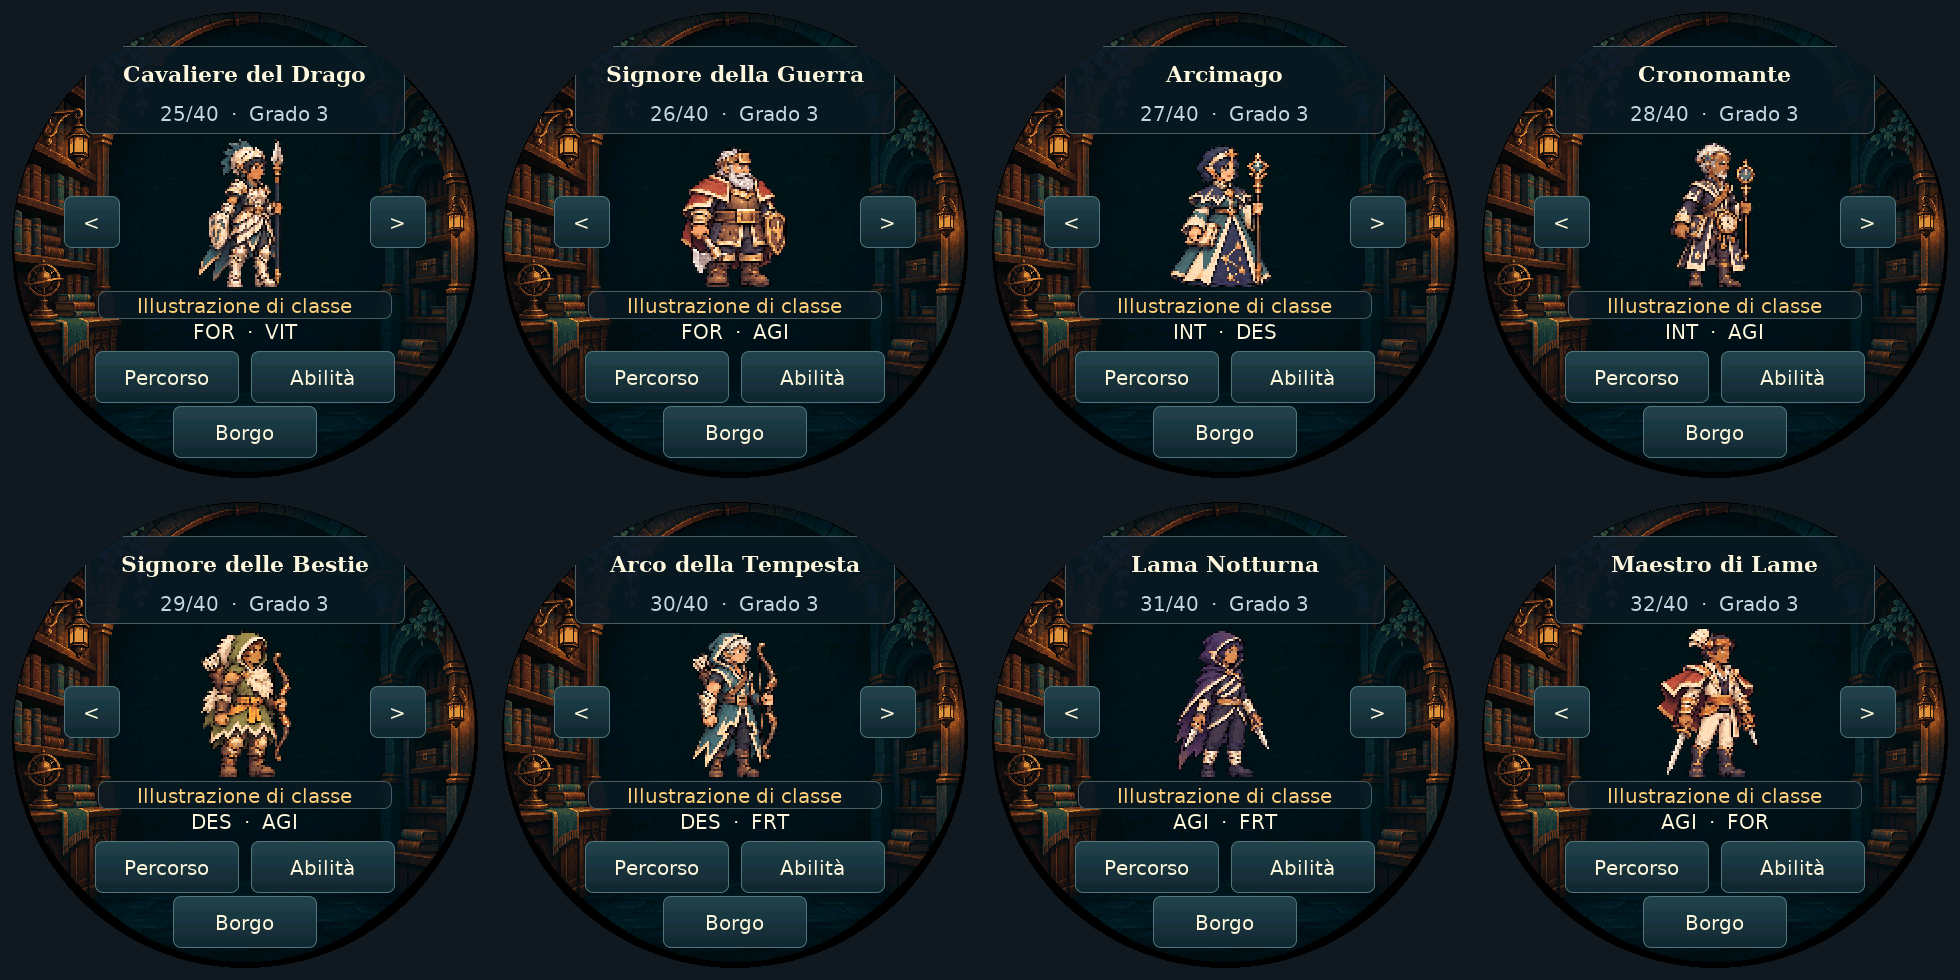 Cavaliere del Drago
25/40 · Grado 3
<
>
Illustrazione di classe
FOR · VIT
Percorso
Abilità
Borgo
Signore della Guerra
26/40 · Grado 3
<
>
Illustrazione di classe
FOR · AGI
Percorso
Abilità
Borgo
Arcimago
27/40 · Grado 3
<
>
Illustrazione di classe
INT · DES
Percorso
Abilità
Borgo
Cronomante
28/40 · Grado 3
<
>
Illustrazione di classe
INT · AGI
Percorso
Abilità
Borgo
Signore delle Bestie
29/40 · Grado 3
<
>
Illustrazione di classe
DES · AGI
Percorso
Abilità
Borgo
Arco della Tempesta
30/40 · Grado 3
<
>
Illustrazione di classe
DES · FRT
Percorso
Abilità
Borgo
Lama Notturna
31/40 · Grado 3
<
>
Illustrazione di classe
AGI · FRT
Percorso
Abilità
Borgo
Maestro di Lame
32/40 · Grado 3
<
>
Illustrazione di classe
AGI · FOR
Percorso
Abilità
Borgo